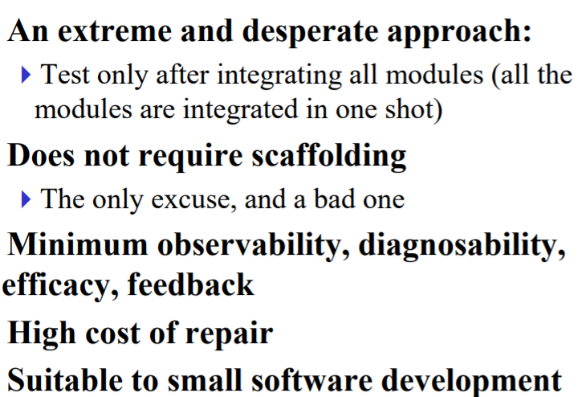 An extreme and desperate approach:
Test only after integrating all modules (all the
modules are integrated in one shot)
Does not require scaffolding
The only excuse, and a bad one
Minimum observability, diagnosability,
efficacy, feedback
High cost of repair
Suitable to small software development